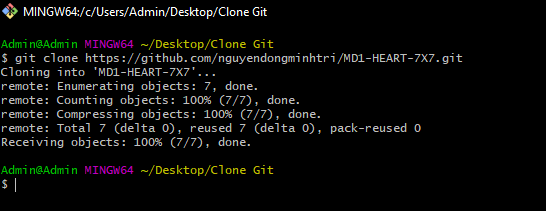 MINGW64:/c/Users/Admin/Desktop/Clone Git
Admin@Admin MINGW64 ~/Desktop/Clone Git
$ git clone https://github.com/nguyendongminhtri/MD1-HEART-7X7.git
Cloning into 'MD1-HEART-7X7'...
remote: Enumerating objects: 7, done.
remote: Counting objects: 100% (7/7), done.
remote: Compressing objects: 100% (7/7), done.
remote: Total 7 (delta 0), reused 7 (delta 0), pack-reused 0
Receiving objects: 100% (7/7), done.
Admin@Admin MINGW64 ~/Desktop/Clone Git
$